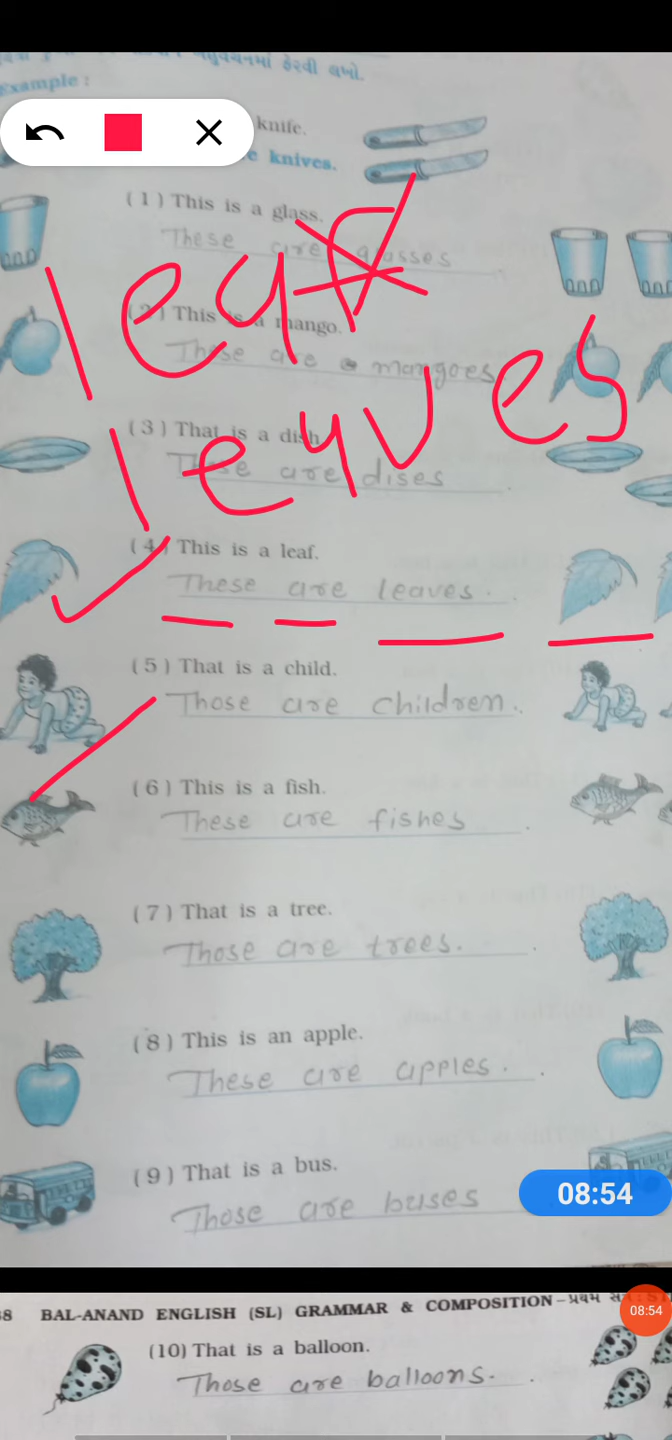 બહુવચનમાં ફેરવી લખો.
Example :
knife.
knives.
(1) This is a glass.
These are glasses
(2) This is a mango.
These are mangoes
leaf
(3) That is a dish
are dises
leaves
(4) This is a leaf.
These are leaves.
(5) That is a child.
Those are children.
(6) This is a fish.
These are fishes
(7) That is a tree.
Those are trees.
(8) This is an apple.
These are apples.
(9) That is a bus.
Those are buses
08:54
8 BAL-ANAND ENGLISH (SL) GRAMMAR & COMPOSITION – પ્રથમ
08:54
(10) That is a balloon.
Those are balloons.